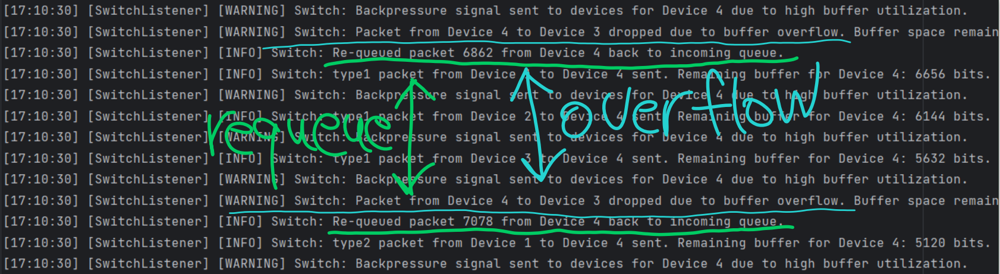 [17:10:30] [SwitchListener] [WARNING] Switch: Backpressure signal sent to devices for Device 4 due to high buffer utilization.
[17:10:30] [SwitchListener] [WARNING] Switch: Packet from Device 4 to Device 3 dropped due to buffer overflow. Buffer space remain
[17:10:30] [SwitchListener] [INFO] Switch: Re-queued packet 6862 from Device 4 back to incoming queue.
[17:10:30] [SwitchListener] [INFO] Switch: type1 packet from Device to Device 4 sent. Remaining buffer for Device 4: 6656 bits.
[17:10:30] [SwitchListener] [WARNING] Switch: Backpressure signal sent to devices for Device 4 due to high buffer utilization.
[17:10:30] [SwitchListener] [INFO] Switch: type1 packet from Device 2 to Device 4 sent. Remaining buffer for Device 4: 6144 bits.
[17:10:30] [SwitchListener] [WARNING] Switch: Backpressure signal sent to devices for Device 4 due to high buffer utilization.
[17:10:30] [SwitchListener] [INFO] Switch: type1 packet from Device 3 to Device 4 sent. Remaining buffer for Device 4: 5632 bits.
[17:10:30] [SwitchListener] [WARNING] Switch: Backpressure signal sent to devices for Device 4 due to high buffer utilization.
[17:10:30] [SwitchListener] [WARNING] Switch: Packet from Device 4 to Device 3 dropped due to buffer overflow. Buffer space remain
[17:10:30] [SwitchListener] [INFO] Switch: Re-queued packet 7078 from Device 4 back to incoming queue.
[17:10:30] [SwitchListener] [INFO] Switch: type2 packet from Device 1 to Device 4 sent. Remaining buffer for Device 4: 5120 bits.
[17:10:30] [SwitchListener] [WARNING] Switch: Backpressure signal sent to devices for Device 4 due to high buffer utilization.
requeue
overflow